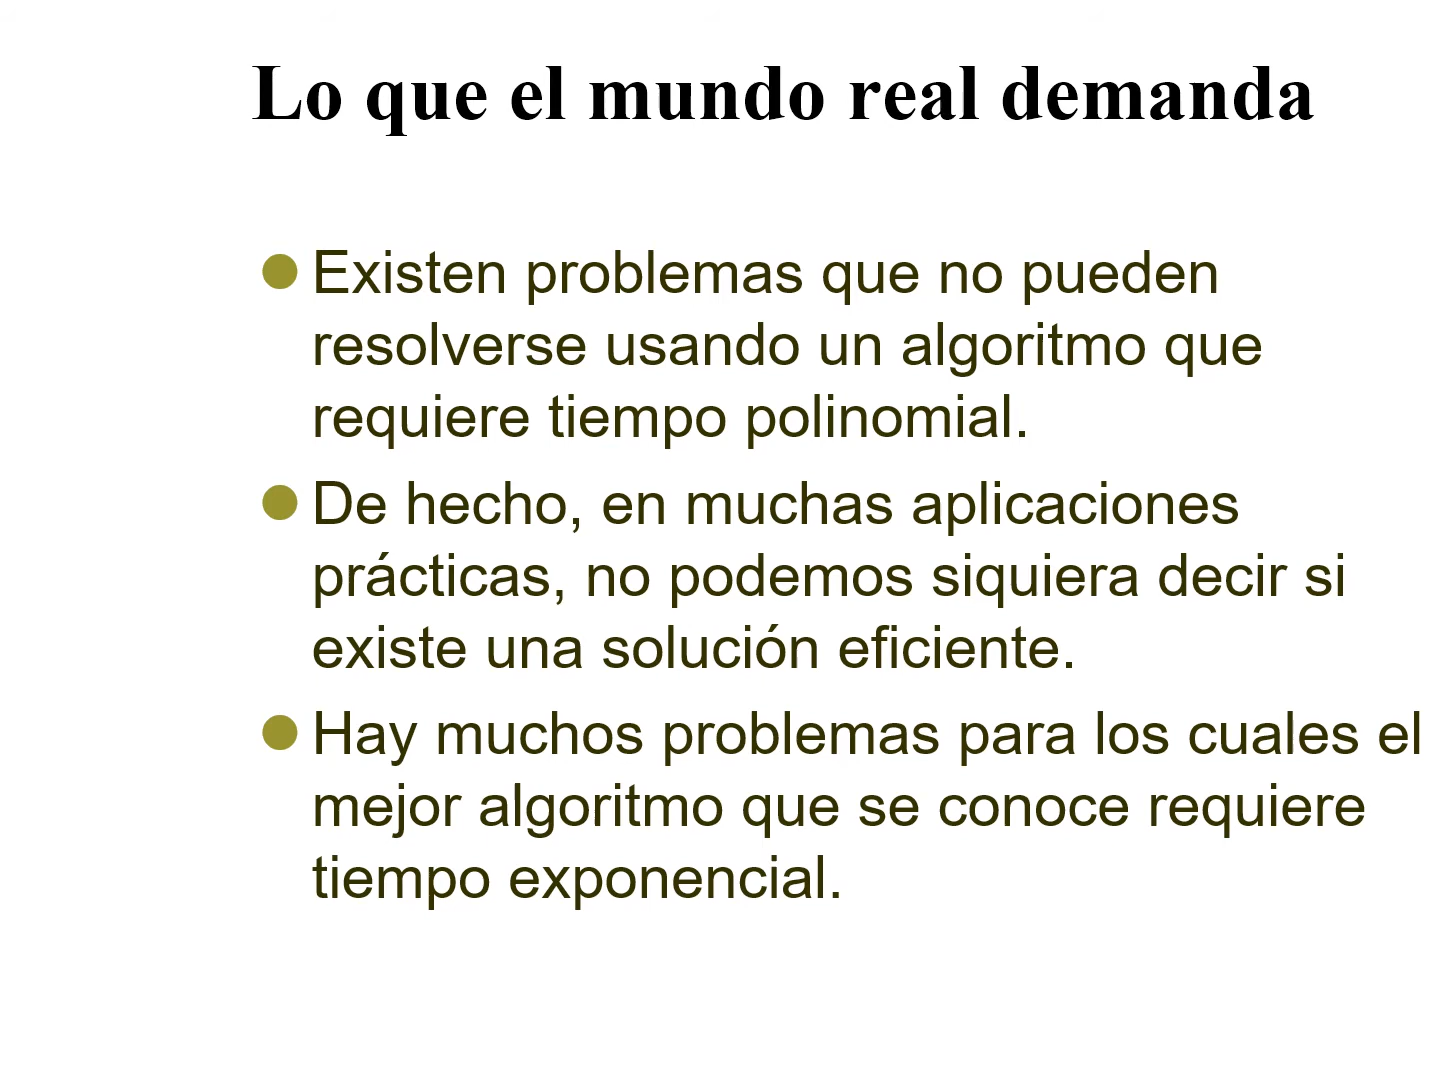 Lo que el mundo real demanda
Existen problemas que no pueden
resolverse usando un algoritmo que
requiere tiempo polinomial.
De hecho, en muchas aplicaciones
prácticas, no podemos siquiera decir si
existe una solución eficiente.
Hay muchos problemas para los cuales el
mejor algoritmo que se conoce requiere
tiempo exponencial.